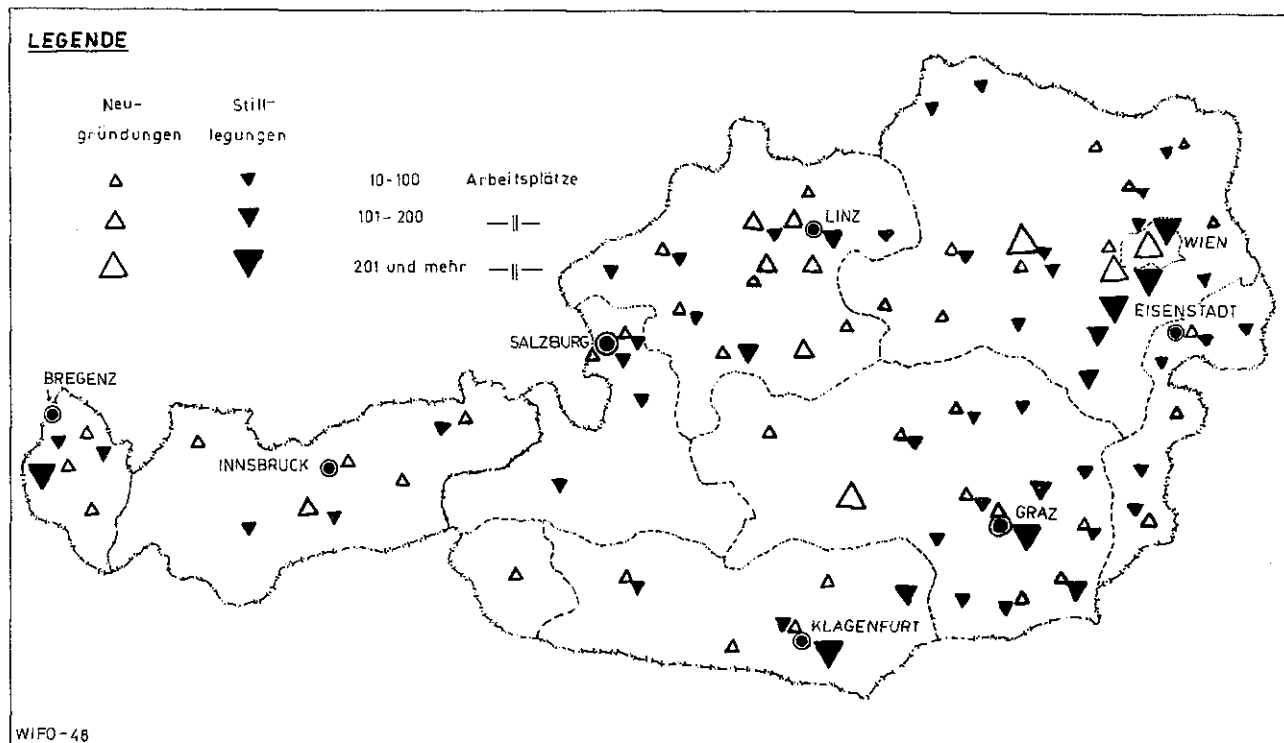 LEGENDE
Neu-
gründungen
Still-
legungen
10-100 Arbeitsplätze
101-200 —||—
201 und mehr —||—
LINZ
WIEN
EISENSTADT
SALZBURG
BREGENZ
INNSBRUCK
GRAZ
KLAGENFURT
WIFO-48